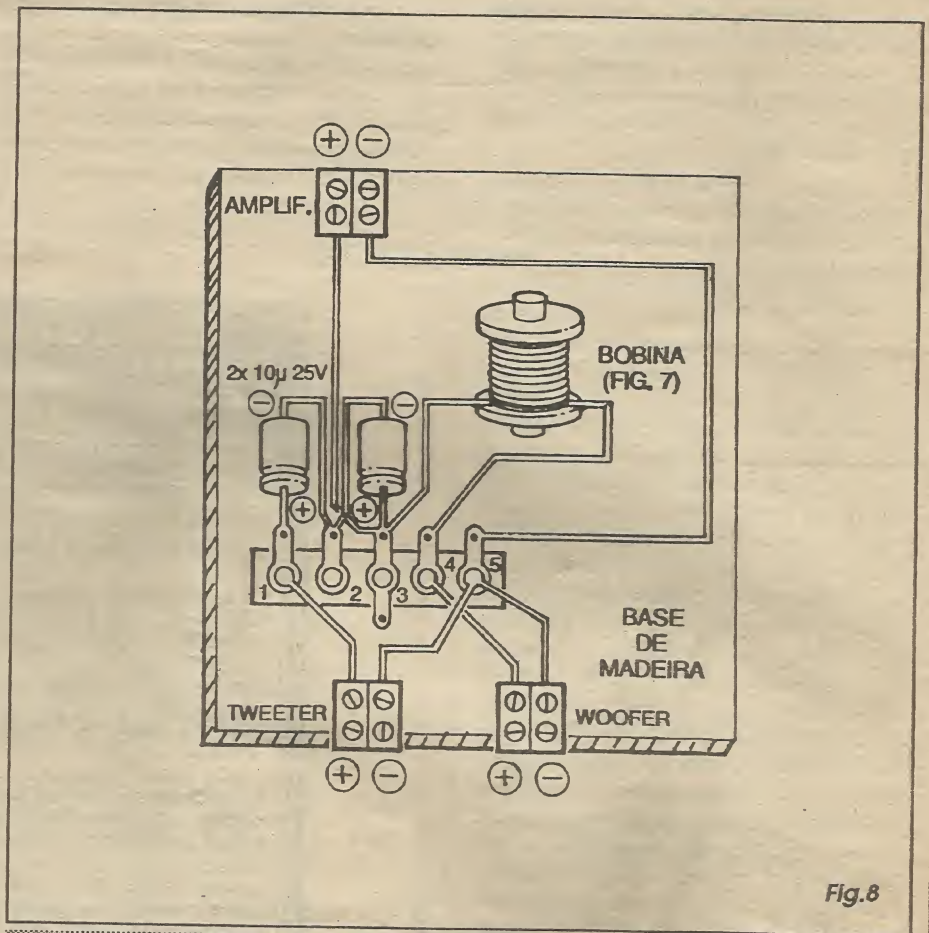 + −
AMPLIF.
2x 10µ 25V
BOBINA
(FIG. 7)
− −
+ +
1 2 3 4 5
BASE
DE
MADEIRA
TWEETER
WOOFER
+ − + −
Fig.8